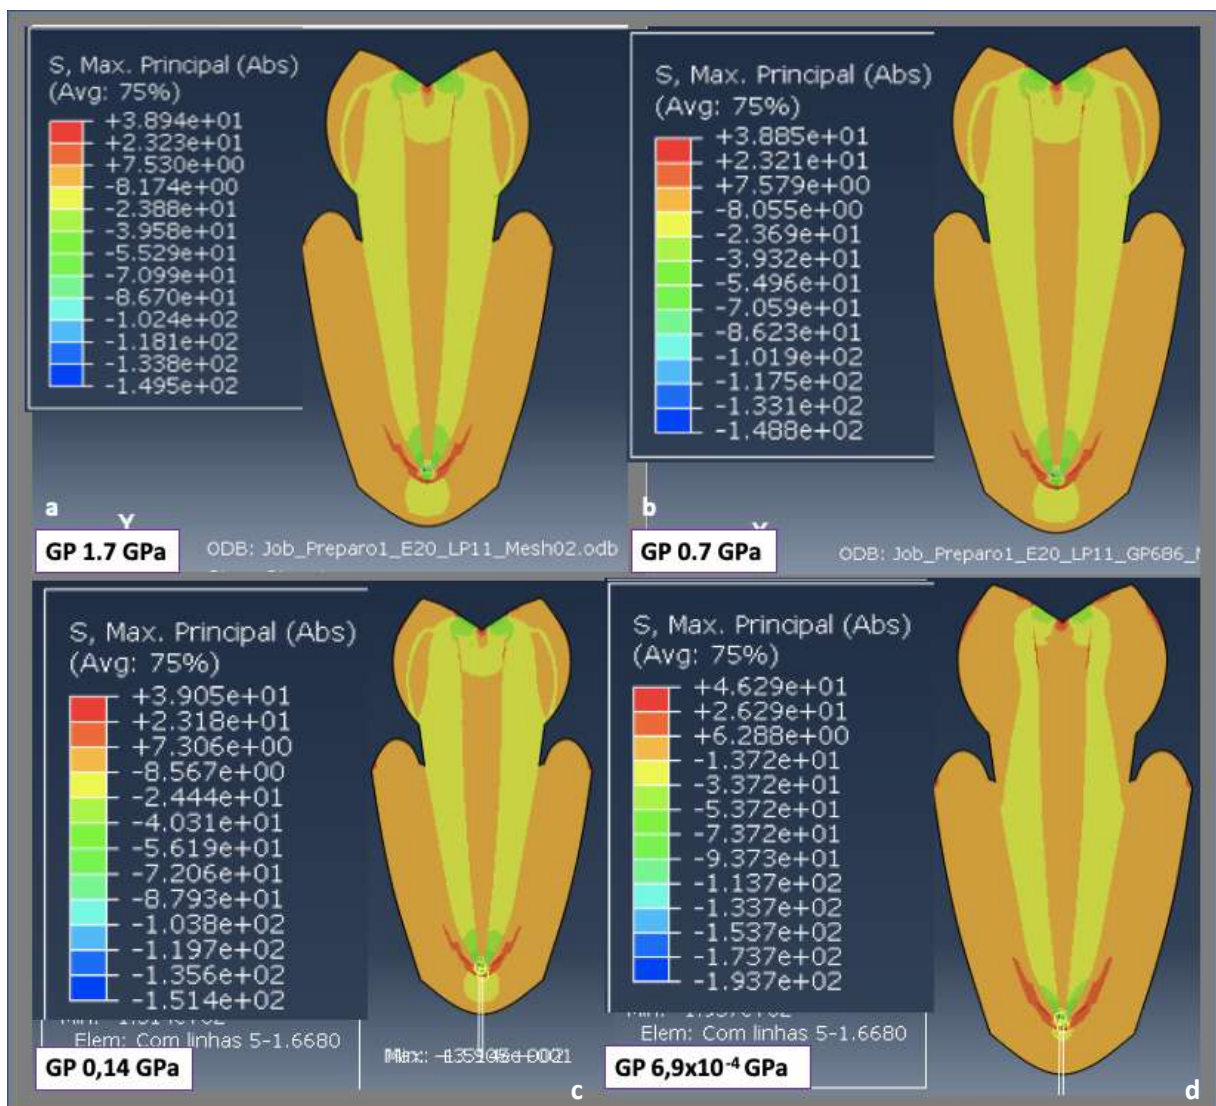 S, Max. Principal (Abs)
(Avg: 75%)
+3.894e+01
+2.323e+01
+7.530e+00
-8.174e+00
-2.388e+01
-3.958e+01
-5.529e+01
-7.099e+01
-8.670e+01
-1.024e+02
-1.181e+02
-1.338e+02
-1.495e+02
a
Y
GP 1.7 GPa
ODB: Job_Preparo1_E20_LP11_Mesh02.odb
S, Max. Principal (Abs)
(Avg: 75%)
+3.885e+01
+2.321e+01
+7.579e+00
-8.055e+00
-2.369e+01
-3.932e+01
-5.496e+01
-7.059e+01
-8.623e+01
-1.019e+02
-1.175e+02
-1.331e+02
-1.488e+02
b
GP 0.7 GPa
ODB: Job_Preparo1_E20_LP11_GP686_
S, Max. Principal (Abs)
(Avg: 75%)
+3.905e+01
+2.318e+01
+7.306e+00
-8.567e+00
-2.444e+01
-4.031e+01
-5.619e+01
-7.206e+01
-8.793e+01
-1.038e+02
-1.197e+02
-1.356e+02
-1.514e+02
Elem: Com linhas 5-1.6680
GP 0,14 GPa
c
S, Max. Principal (Abs)
(Avg: 75%)
+4.629e+01
+2.629e+01
+6.288e+00
-1.372e+01
-3.372e+01
-5.372e+01
-7.372e+01
-9.373e+01
-1.137e+02
-1.337e+02
-1.537e+02
-1.737e+02
-1.937e+02
Elem: Com linhas 5-1.6680
GP 6,9x10⁻⁴ GPa
d